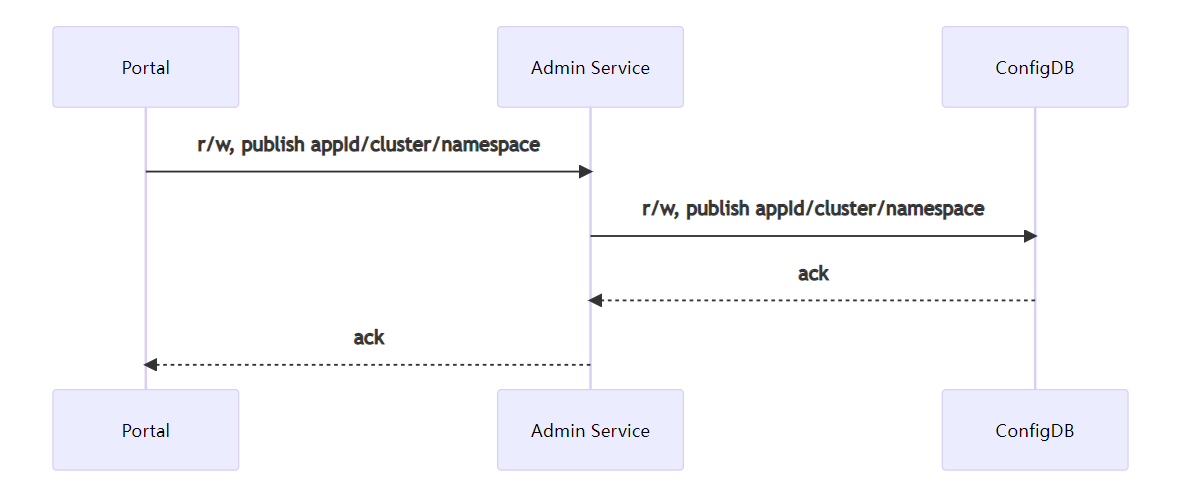 Portal
Admin Service
ConfigDB
r/w, publish appId/cluster/namespace
r/w, publish appId/cluster/namespace
ack
ack
Portal
Admin Service
ConfigDB